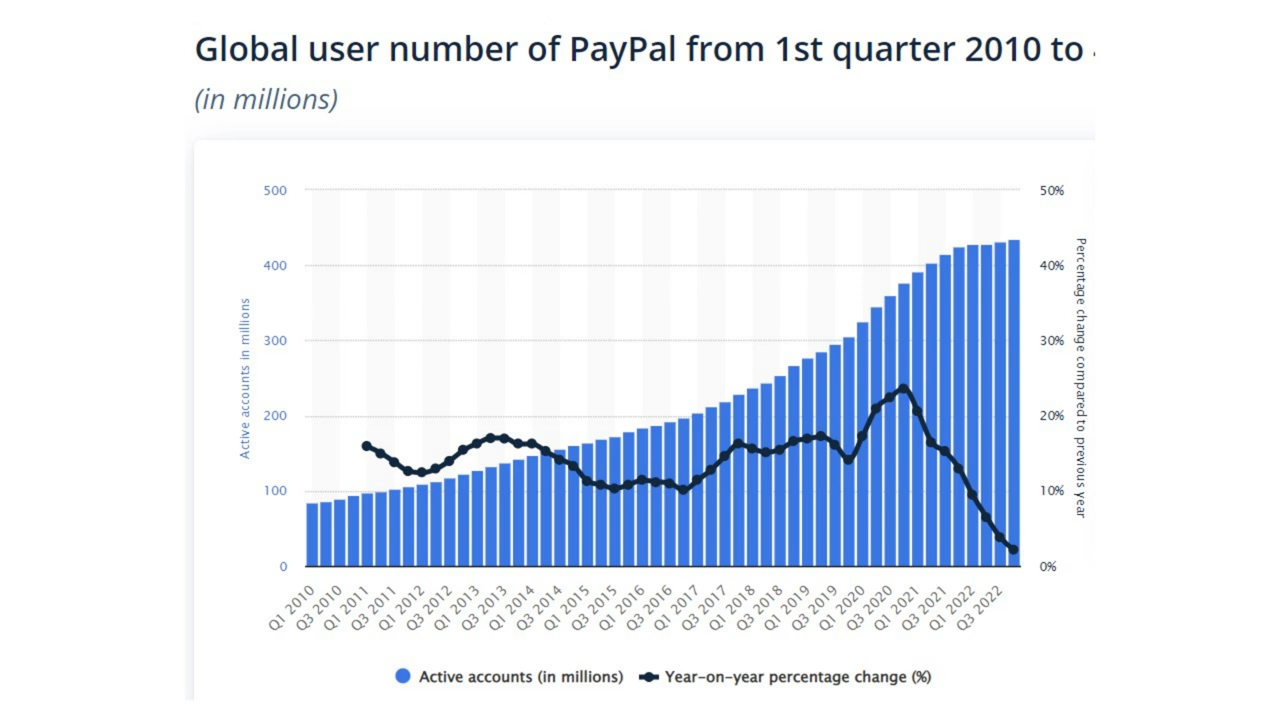 Global user number of PayPal from 1st quarter 2010 to
(in millions)
500
400
300
200
100
0
Active accounts in millions
50%
40%
30%
20%
10%
0%
Percentage change compared to previous year
Q1 2010
Q3 2010
Q1 2011
Q3 2011
Q1 2012
Q3 2012
Q1 2013
Q3 2013
Q1 2014
Q3 2014
Q1 2015
Q3 2015
Q1 2016
Q3 2016
Q1 2017
Q3 2017
Q1 2018
Q3 2018
Q1 2019
Q3 2019
Q1 2020
Q3 2020
Q1 2021
Q3 2021
Q1 2022
Q3 2022
Active accounts (in millions)
Year-on-year percentage change (%)